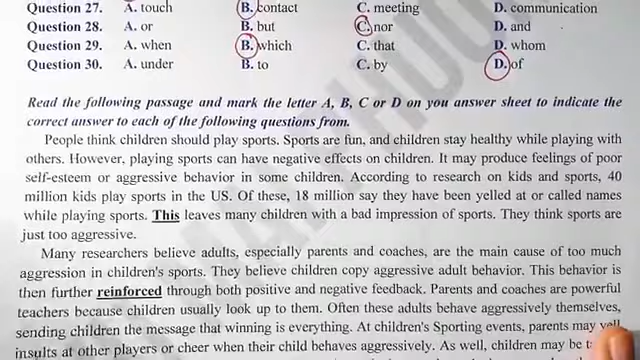 Question 27. A. touch B. contact C. meeting D. communication
Question 28. A. or B. but C. nor D. and
Question 29. A. when B. which C. that D. whom
Question 30. A. under B. to C. by D. of
Read the following passage and mark the letter A, B, C or D on you answer sheet to indicate the
correct answer to each of the following questions from.
People think children should play sports. Sports are fun, and children stay healthy while playing with
others. However, playing sports can have negative effects on children. It may produce feelings of poor
self-esteem or aggressive behavior in some children. According to research on kids and sports, 40
million kids play sports in the US. Of these, 18 million say they have been yelled at or called names
while playing sports. This leaves many children with a bad impression of sports. They think sports are
just too aggressive.
Many researchers believe adults, especially parents and coaches, are the main cause of too much
aggression in children's sports. They believe children copy aggressive adult behavior. This behavior is
then further reinforced through both positive and negative feedback. Parents and coaches are powerful
teachers because children usually look up to them. Often these adults behave aggressively themselves,
sending children the message that winning is everything. At children's Sporting events, parents may yell
insults at other players or cheer when their child behaves aggressively. As well, children may be